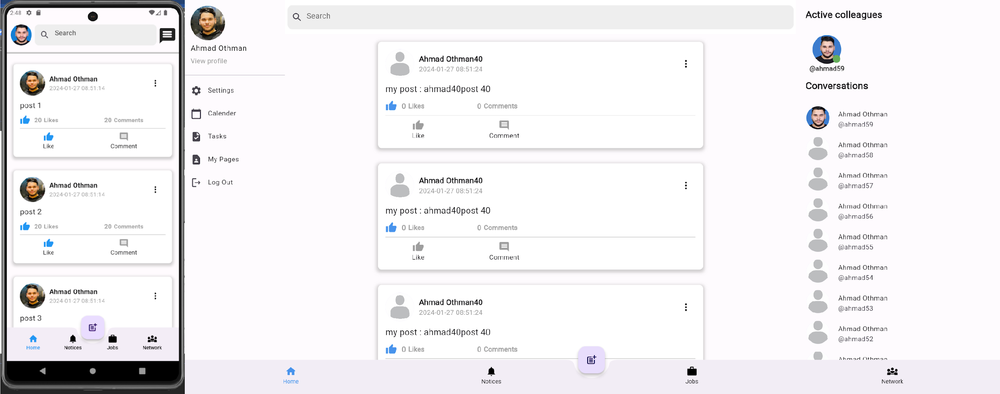 2:48
Search
Ahmad Othman
2024-01-27 08:51:14
post 1
20 Likes
20 Comments
Like
Comment
Ahmad Othman
2024-01-27 08:51:14
post 2
20 Likes
20 Comments
Like
Comment
Ahmad Othman
2024-01-27 08:51:14
post 3
Home
Notices
Jobs
Network
Ahmad Othman
View profile
Settings
Calender
Tasks
My Pages
Log Out
Search
Ahmad Othman40
2024-01-27 08:51:24
my post : ahmad40post 40
0 Likes
0 Comments
Like
Comment
Ahmad Othman40
2024-01-27 08:51:24
my post : ahmad40post 40
0 Likes
0 Comments
Like
Comment
Ahmad Othman40
2024-01-27 08:51:24
my post : ahmad40post 40
0 Likes
0 Comments
Active colleagues
@ahmad59
Conversations
Ahmad Othman
@ahmad59
Ahmad Othman
@ahmad58
Ahmad Othman
@ahmad57
Ahmad Othman
@ahmad56
Ahmad Othman
@ahmad55
Ahmad Othman
@ahmad54
Ahmad Othman
@ahmad53
Ahmad Othman
@ahmad52
Ahmad Othman
Home
Notices
Jobs
Network